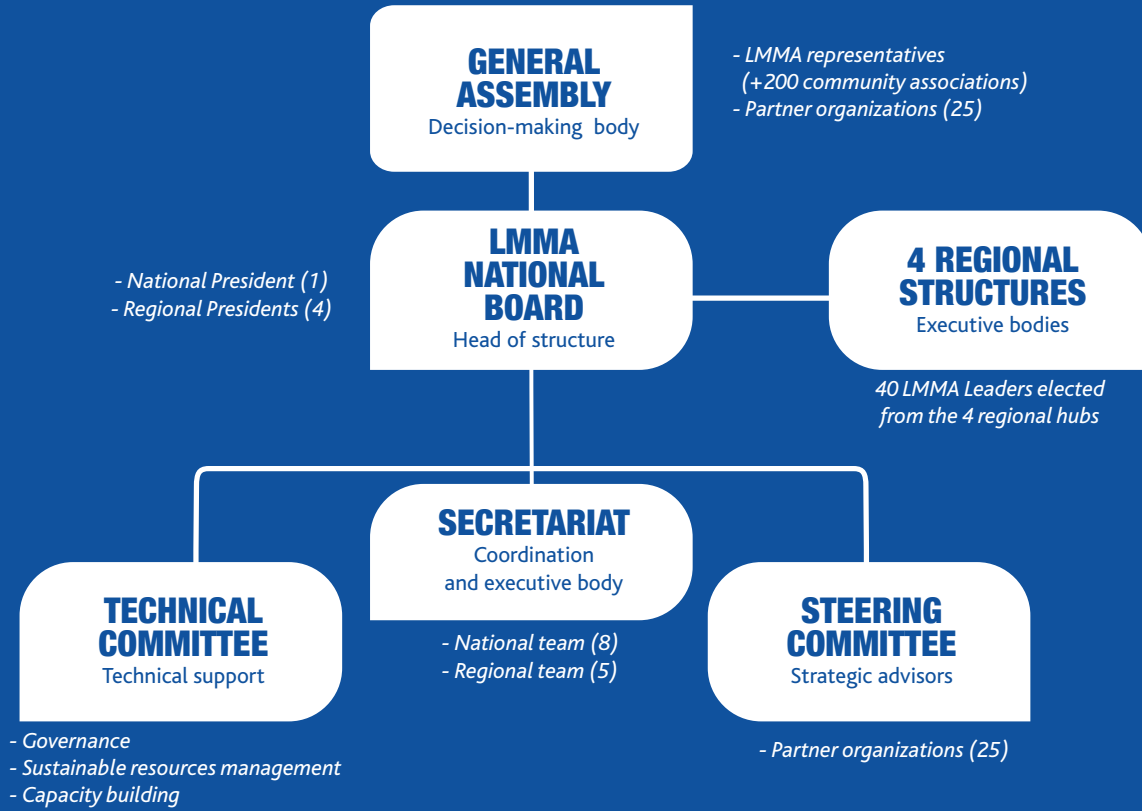 GENERAL
ASSEMBLY
Decision-making body
- LMMA representatives
(+200 community associations)
- Partner organizations (25)
- National President (1)
- Regional Presidents (4)
LMMA
NATIONAL
BOARD
Head of structure
4 REGIONAL
STRUCTURES
Executive bodies
40 LMMA Leaders elected
from the 4 regional hubs
TECHNICAL
COMMITTEE
Technical support
- Governance
- Sustainable resources management
- Capacity building
SECRETARIAT
Coordination
and executive body
- National team (8)
- Regional team (5)
STEERING
COMMITTEE
Strategic advisors
- Partner organizations (25)